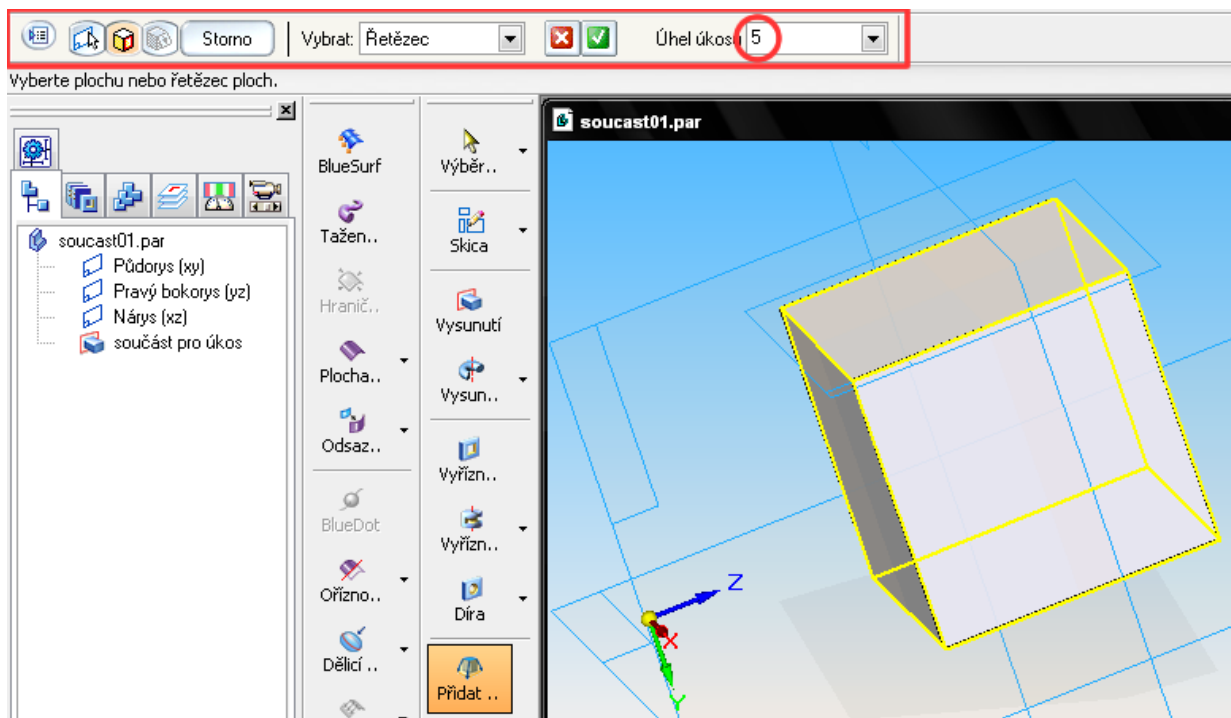 Storno
Vybrat:
Řetězec
Úhel úkosu
5
Vyberte plochu nebo řetězec ploch.
soucast01.par
Půdorys (xy)
Pravý bokorys (yz)
Nárys (xz)
součást pro úkos
BlueSurf
Tažen..
Hranič..
Plocha..
Odsaz..
BlueDot
Ořízno..
Dělicí ..
Výběr..
Skica
Vysunutí
Vysun..
Vyřízn..
Vyřízn..
Díra
Přidat ..
soucast01.par
Z
X
Y